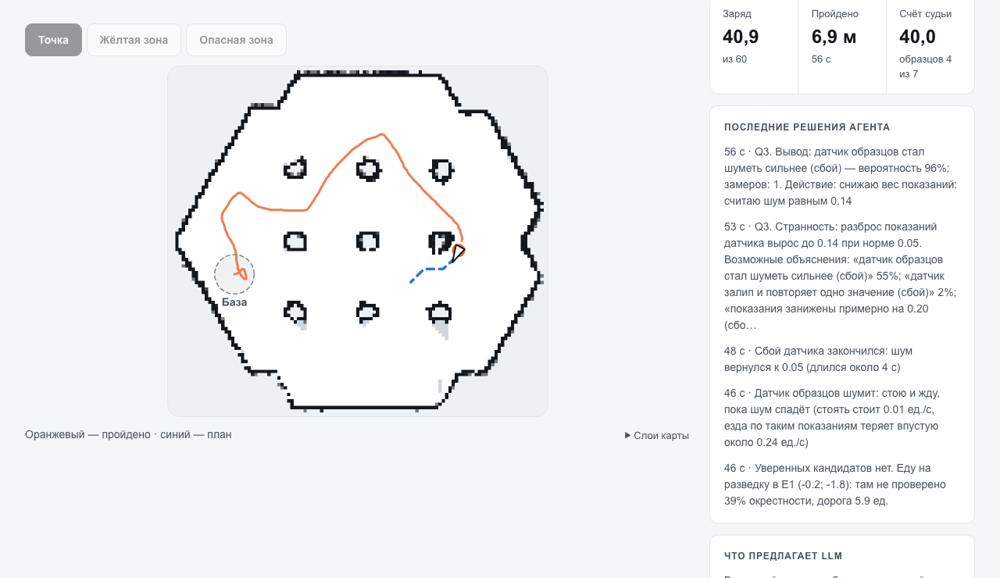 Точка
Жёлтая зона
Опасная зона
База
Оранжевый — пройдено · синий — план
▶ Слои карты
Заряд
40,9
из 60
Пройдено
6,9 м
56 с
Счёт судьи
40,0
образцов 4
из 7
ПОСЛЕДНИЕ РЕШЕНИЯ АГЕНТА
56 с · Q3. Вывод: датчик образцов стал
шуметь сильнее (сбой) — вероятность 96%;
замеров: 1. Действие: снижаю вес показаний:
считаю шум равным 0.14
53 с · Q3. Странность: разброс показаний
датчика вырос до 0.14 при норме 0.05.
Возможные объяснения: «датчик образцов
стал шуметь сильнее (сбой)» 55%; «датчик
залип и повторяет одно значение (сбой)» 2%;
«показания занижены примерно на 0.20
(сбо…
48 с · Сбой датчика закончился: шум
вернулся к 0.05 (длился около 4 с)
46 с · Датчик образцов шумит: стою и жду,
пока шум спадёт (стоять стоит 0.01 ед./с,
езда по таким показаниям теряет впустую
около 0.24 ед./с)
46 с · Уверенных кандидатов нет. Еду на
разведку в E1 (-0.2; -1.8): там не проверено
39% окрестности, дорога 5.9 ед.
ЧТО ПРЕДЛАГАЕТ LLM